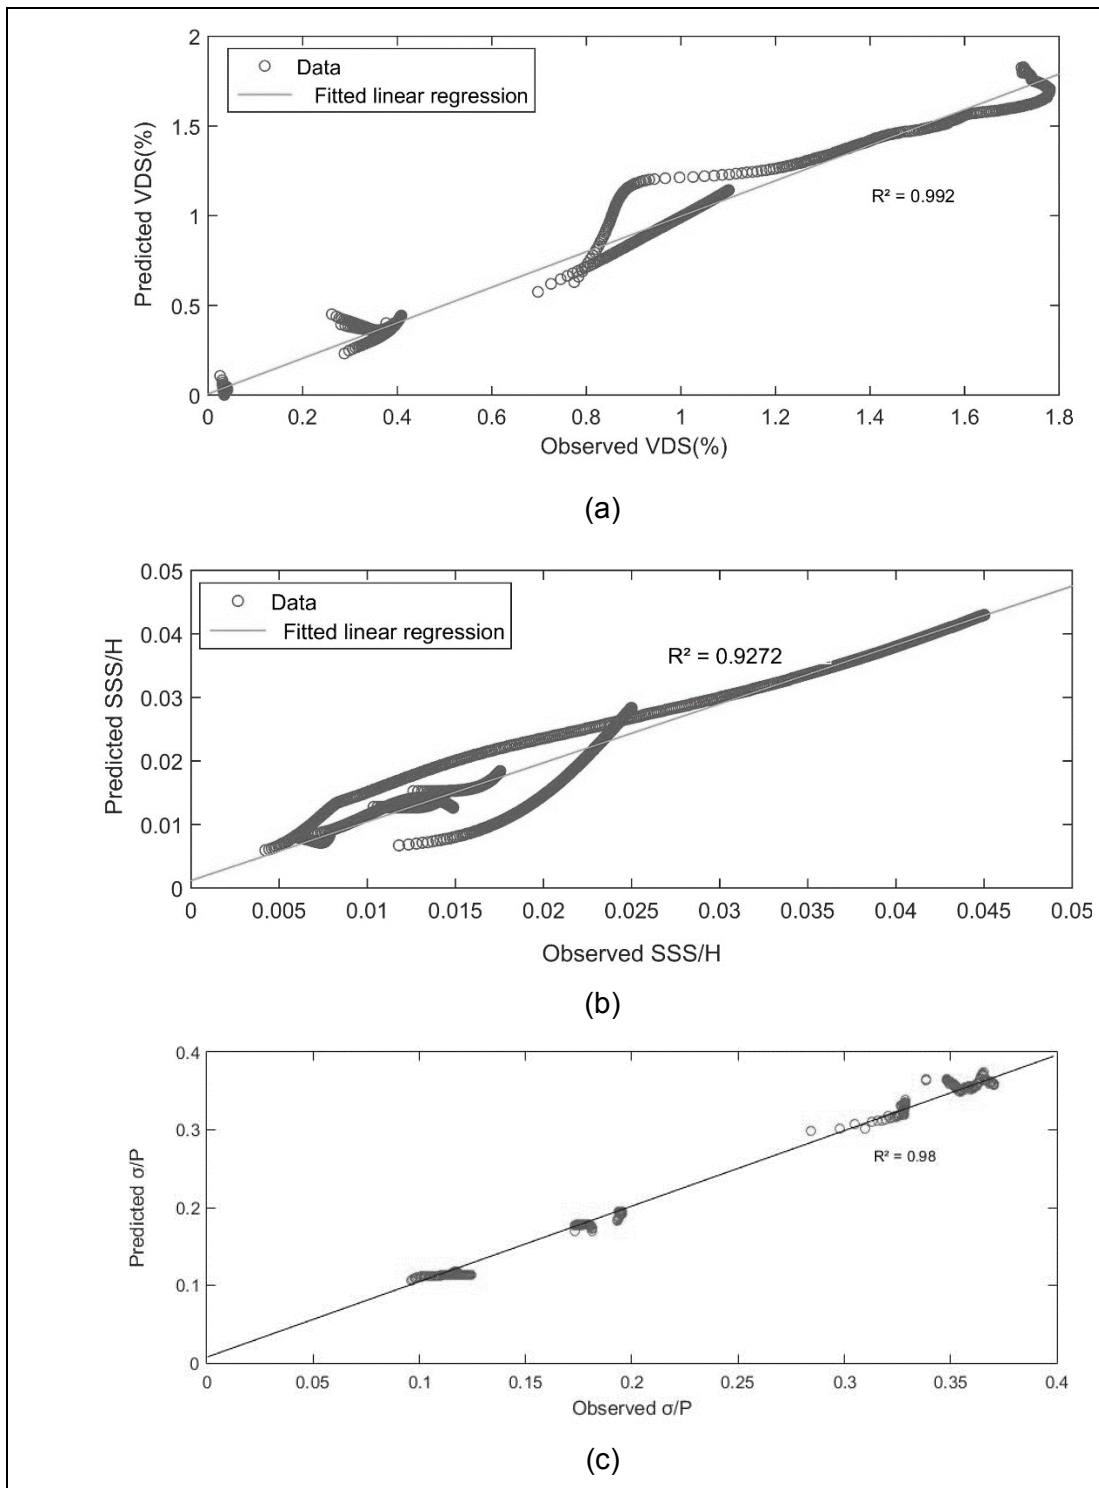 2
Data
Fitted linear regression
1.5
R² = 0.992
1
0.5
0
0 0.2 0.4 0.6 0.8 1 1.2 1.4 1.6 1.8
Predicted VDS(%)
Observed VDS(%)
(a)
0.05
Data
Fitted linear regression
0.04
R² = 0.9272
0.03
0.02
0.01
0
0 0.005 0.01 0.015 0.02 0.025 0.03 0.035 0.04 0.045 0.05
Predicted SSS/H
Observed SSS/H
(b)
0.4
0.3
R² = 0.98
0.2
0.1
0
0 0.05 0.1 0.15 0.2 0.25 0.3 0.35 0.4
Predicted σ/P
Observed σ/P
(c)